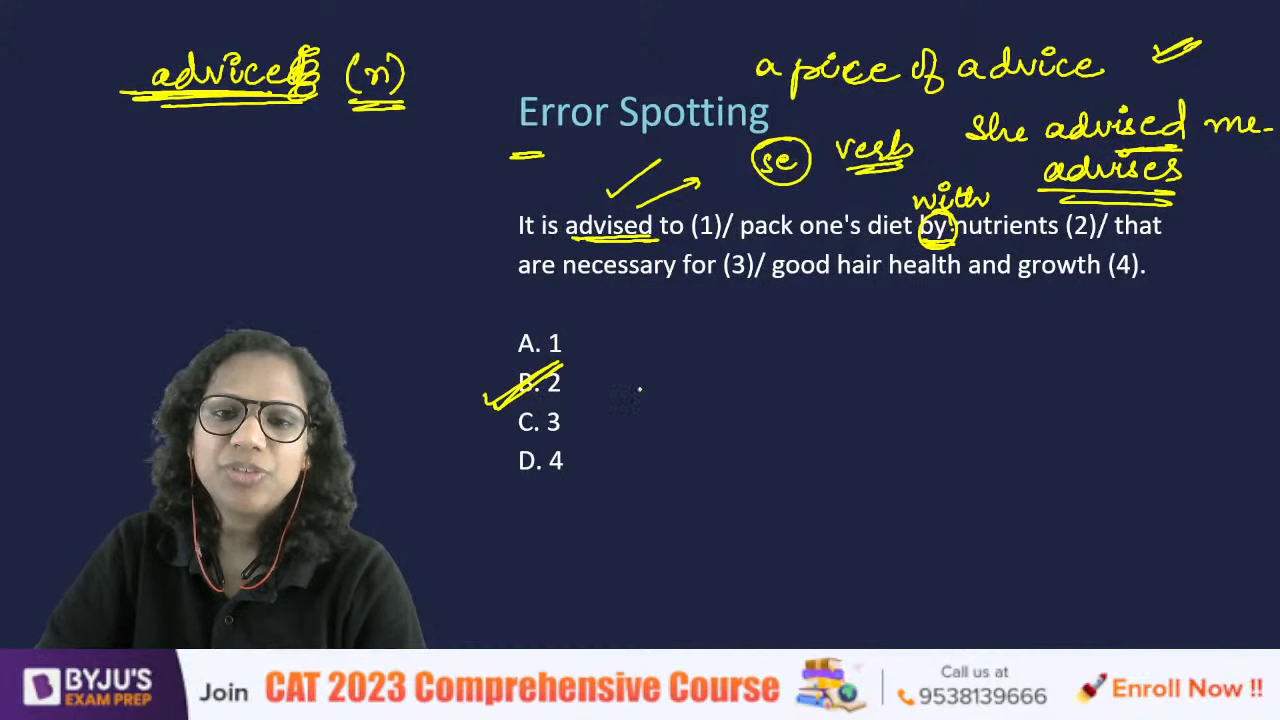 advice (n)
a piece of advice
Error Spotting
se verb
She advised me.
advises
with
It is advised to (1)/ pack one's diet by nutrients (2)/ that
are necessary for (3)/ good hair health and growth (4).
A. 1
B. 2
C. 3
D. 4
BYJU'S
EXAM PREP
Join CAT 2023 Comprehensive Course
Call us at
9538139666
Enroll Now !!